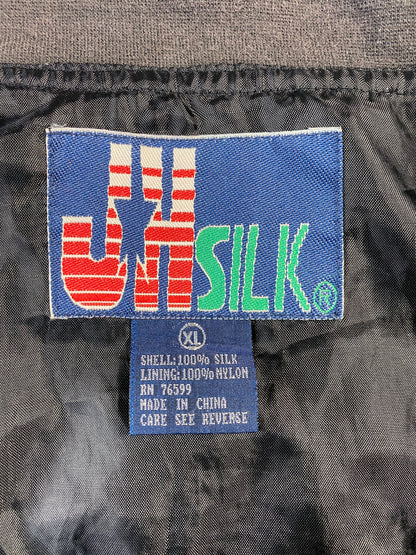 JH SILK®
XL
SHELL:100% SILK
LINING:100% NYLON
RN 76599
MADE IN CHINA
CARE SEE REVERSE